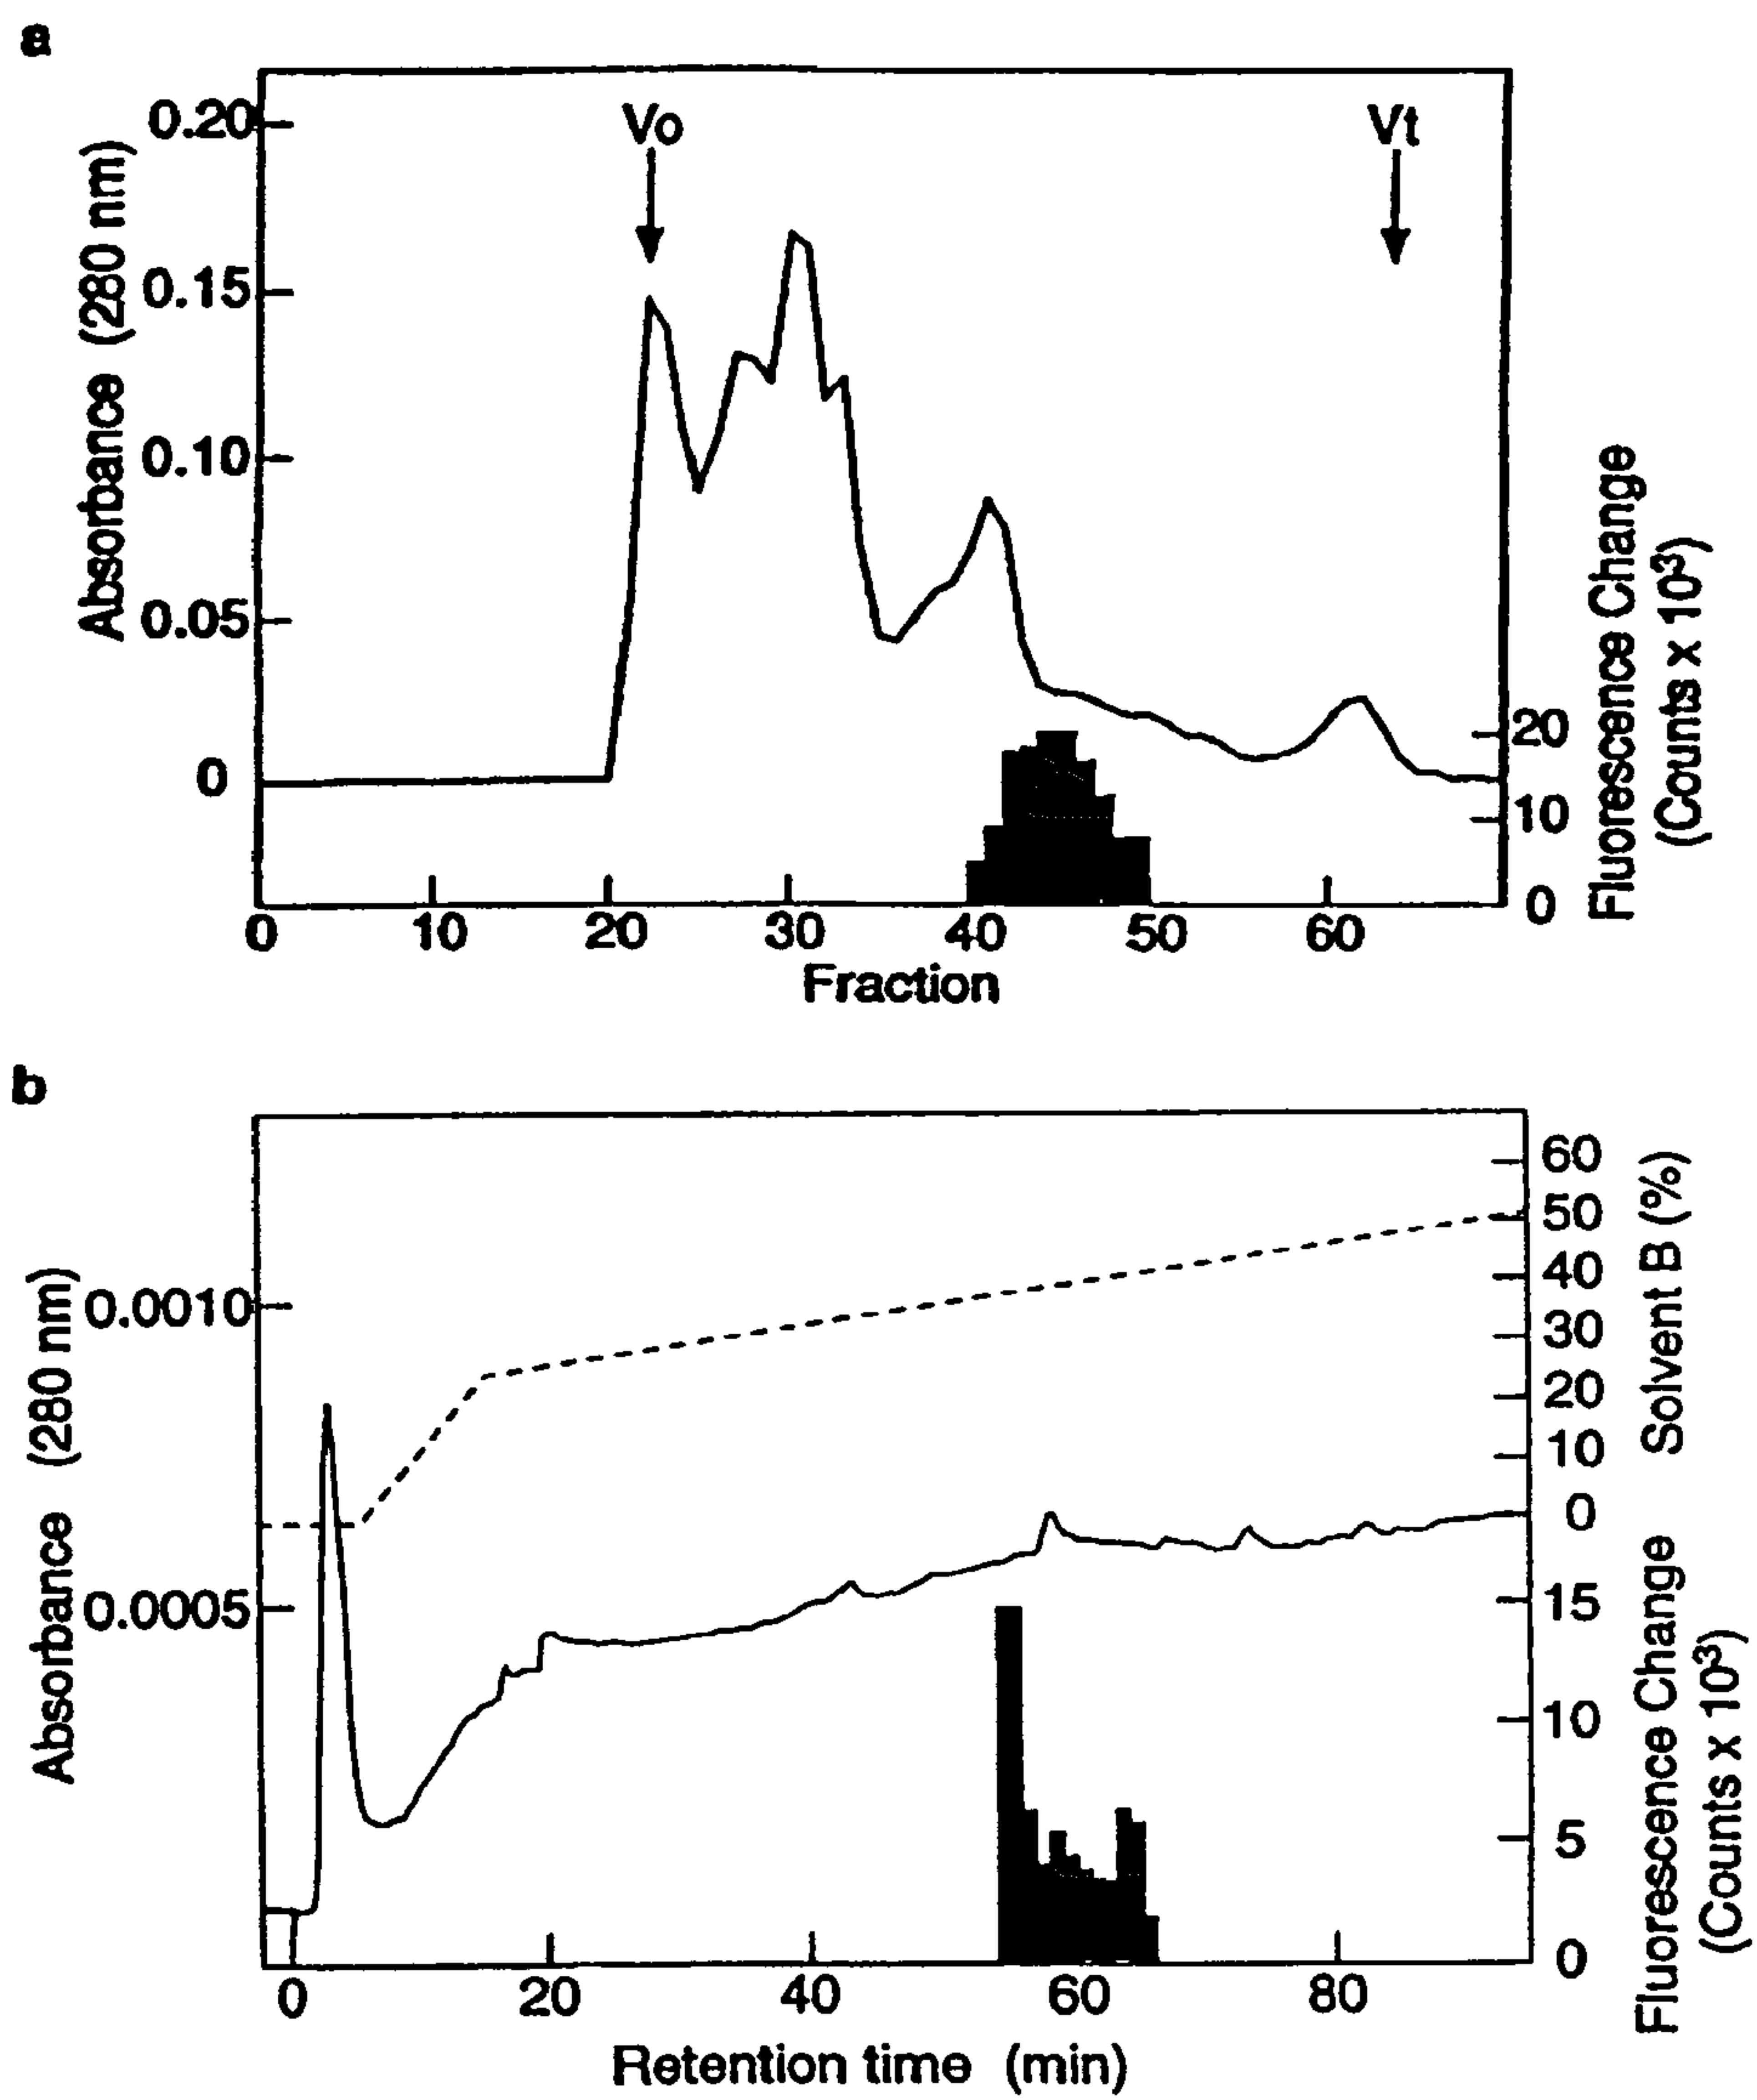 a
Vo
Vt
Absorbance (280 nm)
0.20
0.15
0.10
0.05
0
Fluorescence Change
(Counts x 10³)
20
10
0
0 10 20 30 40 50 60
Fraction
b
Absorbance (280 nm)
0.0010
0.0005
Solvent B (%)
60
50
40
30
20
10
0
Fluorescence Change
(Counts x 10³)
15
10
5
0
0 20 40 60 80
Retention time (min)